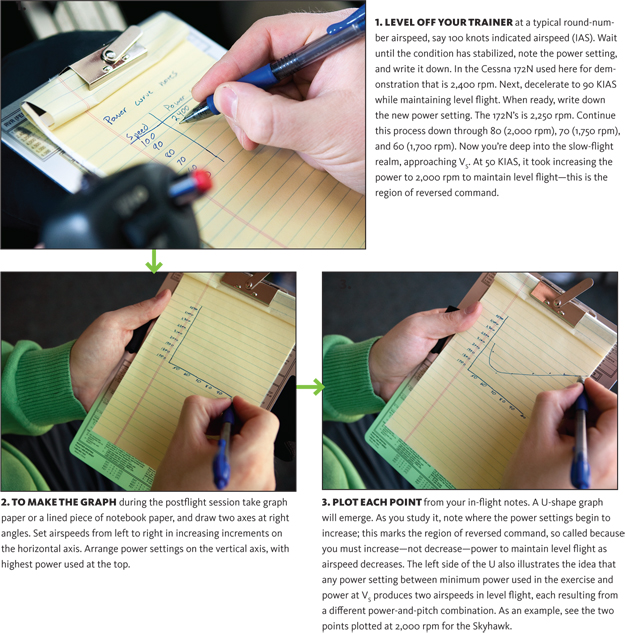 Power curve notes
Speed Power
100 2400
90
80
70
60
1. LEVEL OFF YOUR TRAINER at a typical round-num-
ber airspeed, say 100 knots indicated airspeed (IAS). Wait
until the condition has stabilized, note the power setting,
and write it down. In the Cessna 172N used here for dem-
onstration that is 2,400 rpm. Next, decelerate to 90 KIAS
while maintaining level flight. When ready, write down
the new power setting. The 172N's is 2,250 rpm. Continue
this process down through 80 (2,000 rpm), 70 (1,750 rpm),
and 60 (1,700 rpm). Now you're deep into the slow-flight
realm, approaching VS. At 50 KIAS, it took increasing the
power to 2,000 rpm to maintain level flight—this is the
region of reversed command.
2. TO MAKE THE GRAPH during the postflight session take graph
paper or a lined piece of notebook paper, and draw two axes at right
angles. Set airspeeds from left to right in increasing increments on
the horizontal axis. Arrange power settings on the vertical axis, with
highest power used at the top.
3. PLOT EACH POINT from your in-flight notes. A U-shape graph
will emerge. As you study it, note where the power settings begin to
increase; this marks the region of reversed command, so called because
you must increase—not decrease—power to maintain level flight as
airspeed decreases. The left side of the U also illustrates the idea that
any power setting between minimum power used in the exercise and
power at VS produces two airspeeds in level flight, each resulting from
a different power-and-pitch combination. As an example, see the two
points plotted at 2,000 rpm for the Skyhawk.